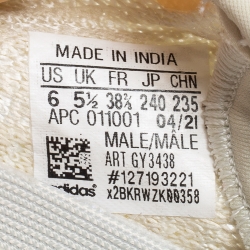 MADE IN INDIA
US UK FR JP CHN
6 5½ 38⅔ 240 235
APC 011001 04/21
MALE/MÂLE
ART GY3438
#127193221
adidas x2BKRWZK00358